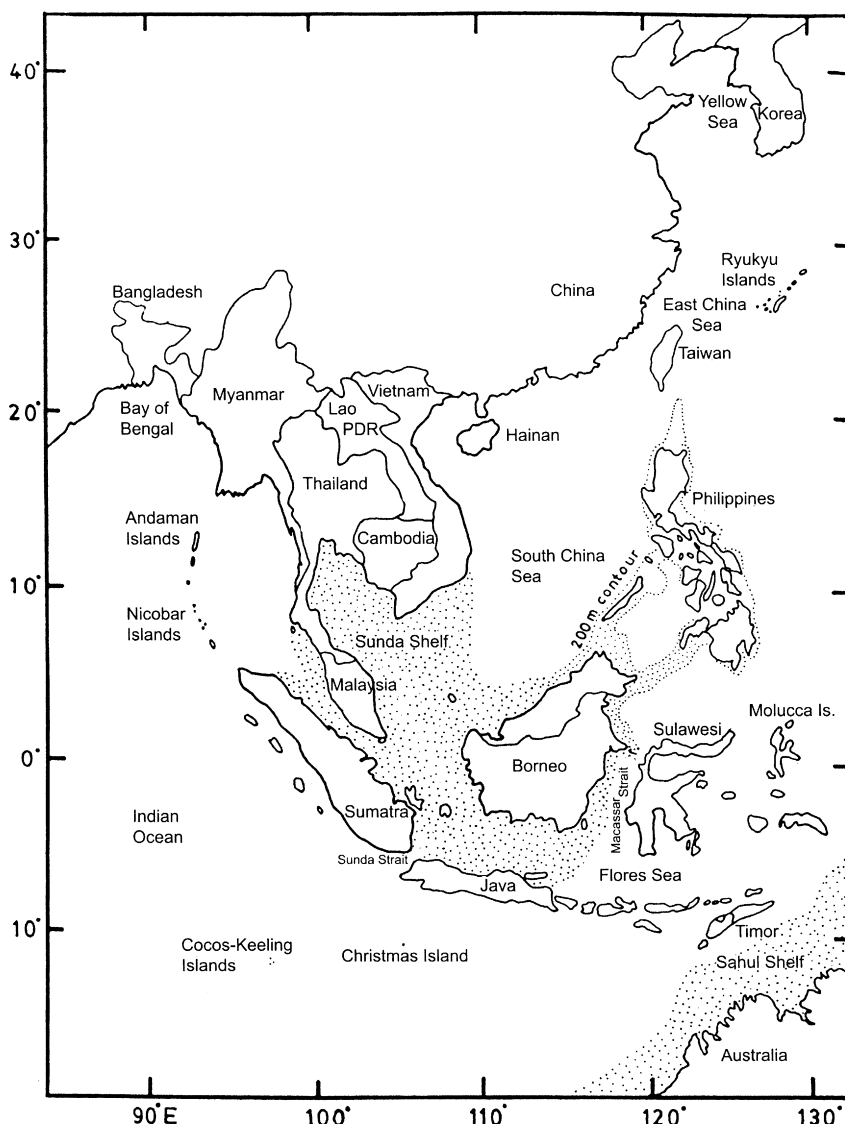 40°
Yellow
Sea
Korea
30°
Ryukyu
Islands
Bangladesh
China
East China
Sea
Taiwan
Myanmar
Vietnam
20°
Bay of
Bengal
Lao
PDR
Hainan
Thailand
Philippines
Andaman
Islands
Cambodia
South China
Sea
200m contour
10°
Nicobar
Islands
Sunda Shelf
Malaysia
Molucca Is.
Sulawesi
0°
Borneo
Macassar Strait
Indian
Ocean
Sumatra
Sunda Strait
Flores Sea
Java
10°
Timor
Cocos-Keeling
Islands
Christmas Island
Sahul Shelf
Australia
90°E
100°
110°
120°
130°